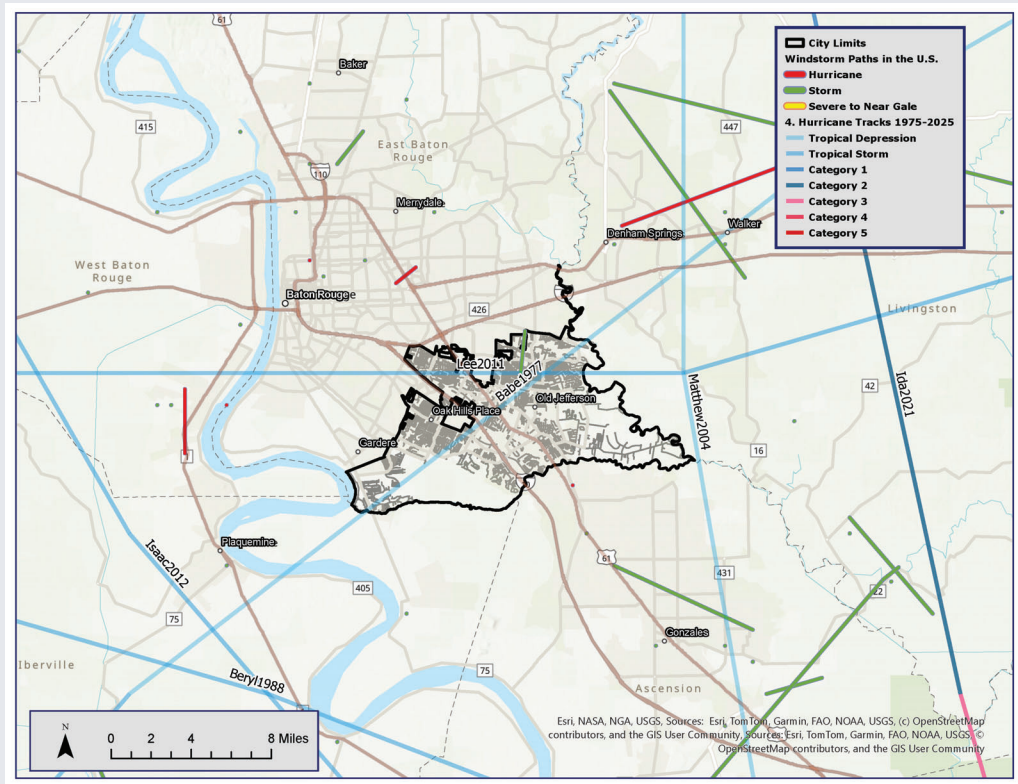 61
Baker
415
East Baton
Rouge
447
110
Merrydale
Denham Springs
Walker
West Baton
Rouge
Baton Rouge
426
Livingston
Lee2011
Babe1977
Ida2021
Matthew2004
42
Oak Hills Place
Old Jefferson
Gardere
16
1
Isaac2012
Plaquemine
61
431
405
22
75
Gonzales
Iberville
Beryl1988
75
Ascension
City Limits
Windstorm Paths in the U.S.
Hurricane
Storm
Severe to Near Gale
4. Hurricane Tracks 1975-2025
Tropical Depression
Tropical Storm
Category 1
Category 2
Category 3
Category 4
Category 5
N
0 2 4 6 8 Miles
Esri, NASA, NGA, USGS, Sources: Esri, TomTom, Garmin, FAO, NOAA, USGS, (c) OpenStreetMap
contributors, and the GIS User Community, Sources: Esri, TomTom, Garmin, FAO, NOAA, USGS, ©
OpenStreetMap contributors, and the GIS User Community